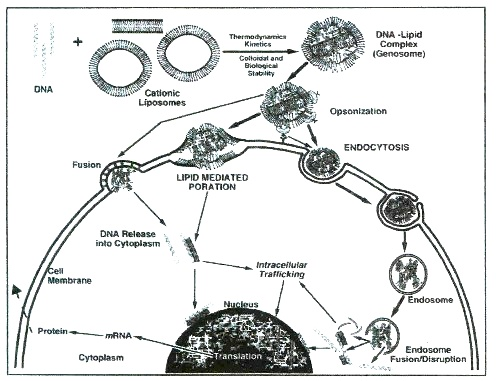 DNA
+
Cationic
Liposomes
Thermodynamics
Kinetics
Colloidal and
Biological
Stability
DNA -Lipid
Complex
(Genosome)
Opsonization
Fusion
LIPID MEDIATED
PORATION
ENDOCYTOSIS
DNA Release
into Cytoplasm
Intracellular
Trafficking
Cell
Membrane
Endosome
Nucleus
Protein
mRNA
Translation
Cytoplasm
Endosome
Fusion/Disruption